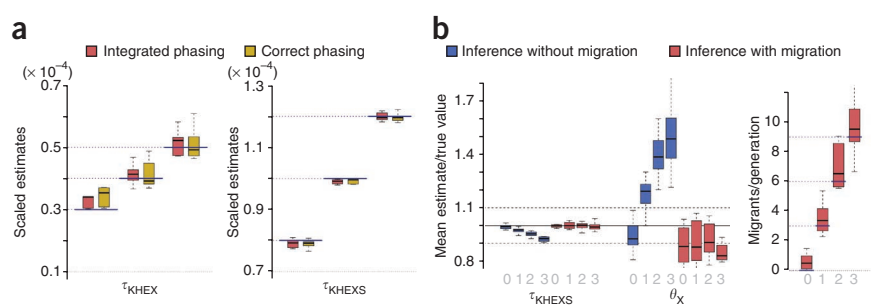 a
Integrated phasing
Correct phasing
(× 10⁻⁴)
0.7
0.5
0.3
0.1
Scaled estimates
τKHEX
(× 10⁻⁴)
1.3
1.1
0.9
0.7
Scaled estimates
τKHEXS
b
Inference without migration
Inference with migration
Mean estimate/true value
1.7
1.4
1.1
0.8
0 1 2 3 0 1 2 3 0 1 2 3 0 1 2 3
τKHEXS
θX
Migrants/generation
10
8
6
4
2
0
0 1 2 3